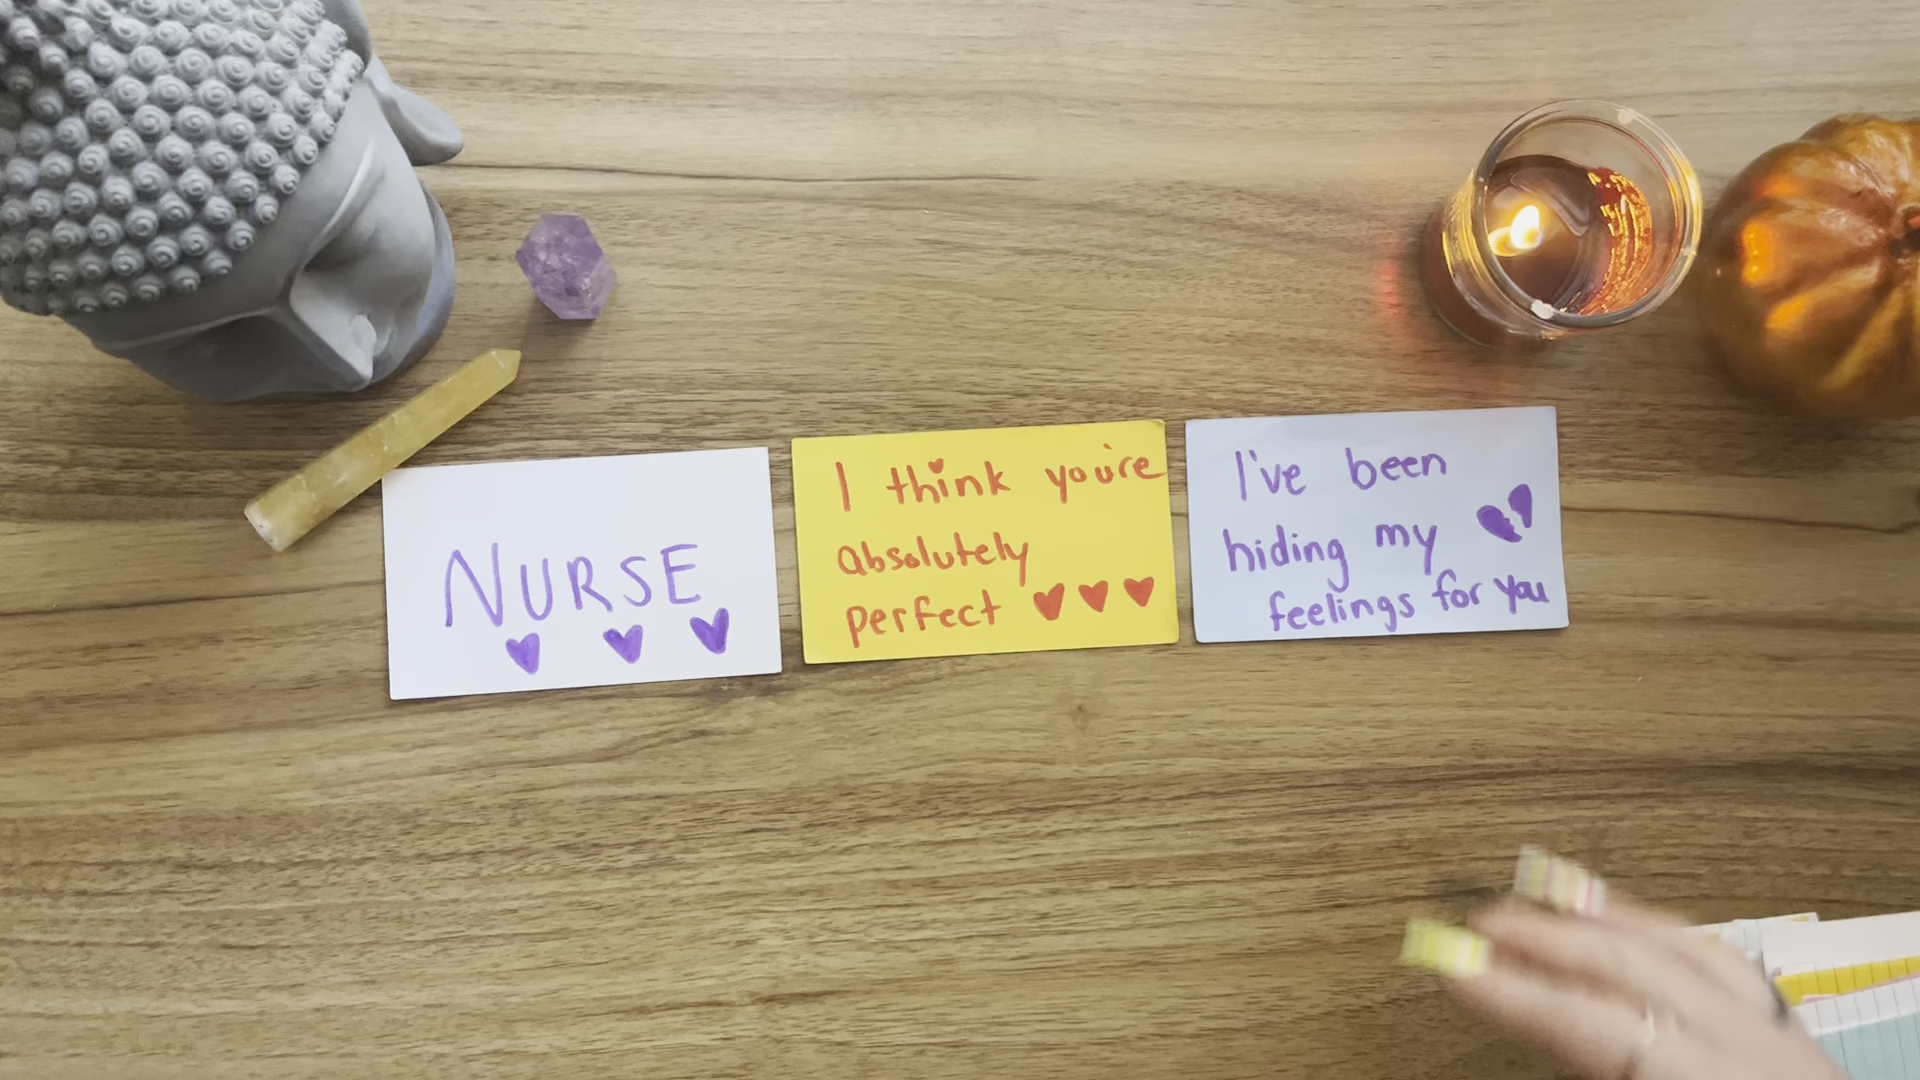 NURSE
I think you're
absolutely
perfect
I've been
hiding my
feelings for you